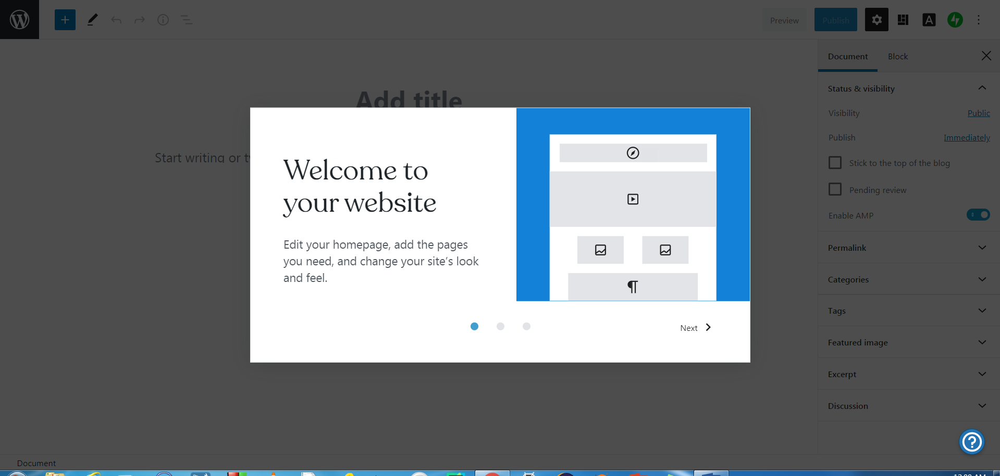 Preview
Publish
A
Document
Block
Add title
Status & visibility
Visibility
Public
Publish
Immediately
Start writing or
Stick to the top of the blog
Pending review
Enable AMP
Permalink
Categories
Tags
Featured image
Excerpt
Discussion
Welcome to
your website
Edit your homepage, add the pages
you need, and change your site’s look
and feel.
Next
Document